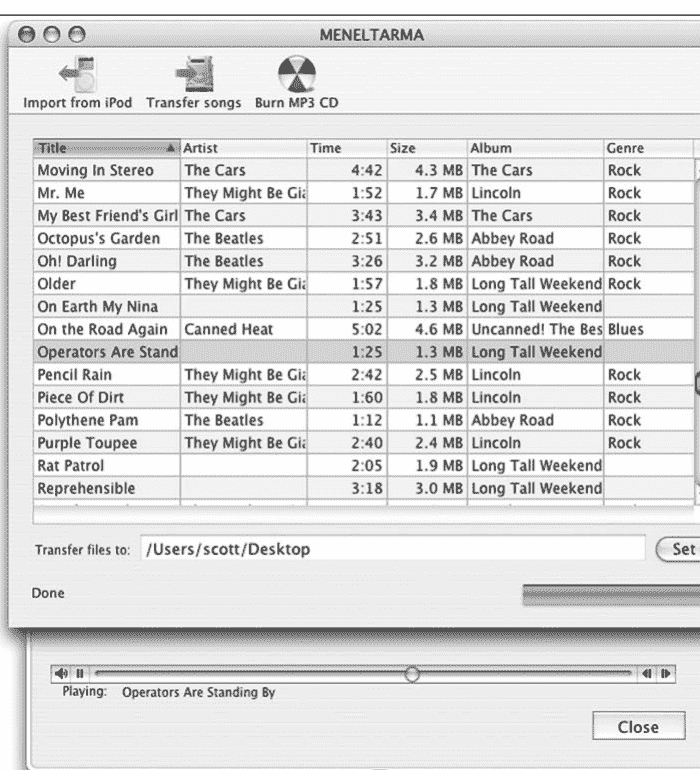 MENELTARMA
Import from iPod Transfer songs Burn MP3 CD
Title Artist Time Size Album Genre
Moving In Stereo The Cars 4:42 4.3 MB The Cars Rock
Mr. Me They Might Be Gia 1:52 1.7 MB Lincoln Rock
My Best Friend's Girl The Cars 3:43 3.4 MB The Cars Rock
Octopus's Garden The Beatles 2:51 2.6 MB Abbey Road Rock
Oh! Darling The Beatles 3:26 3.2 MB Abbey Road Rock
Older They Might Be Gia 1:57 1.8 MB Long Tall Weekend Rock
On Earth My Nina 1:25 1.3 MB Long Tall Weekend
On the Road Again Canned Heat 5:02 4.6 MB Uncanned! The Bes Blues
Operators Are Stand 1:25 1.3 MB Long Tall Weekend
Pencil Rain They Might Be Gia 2:42 2.5 MB Lincoln Rock
Piece Of Dirt They Might Be Gia 1:60 1.8 MB Lincoln Rock
Polythene Pam The Beatles 1:12 1.1 MB Abbey Road Rock
Purple Toupee They Might Be Gia 2:40 2.4 MB Lincoln Rock
Rat Patrol 2:05 1.9 MB Long Tall Weekend
Reprehensible 3:18 3.0 MB Long Tall Weekend
Transfer files to: /Users/scott/Desktop Set
Done
Playing: Operators Are Standing By
Close